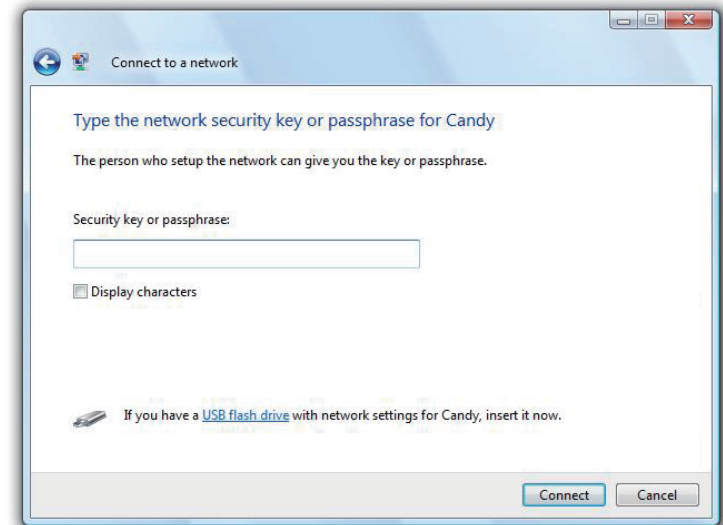 Connect to a network
Type the network security key or passphrase for Candy
The person who setup the network can give you the key or passphrase.
Security key or passphrase:
Display characters
If you have a USB flash drive with network settings for Candy, insert it now.
Connect Cancel